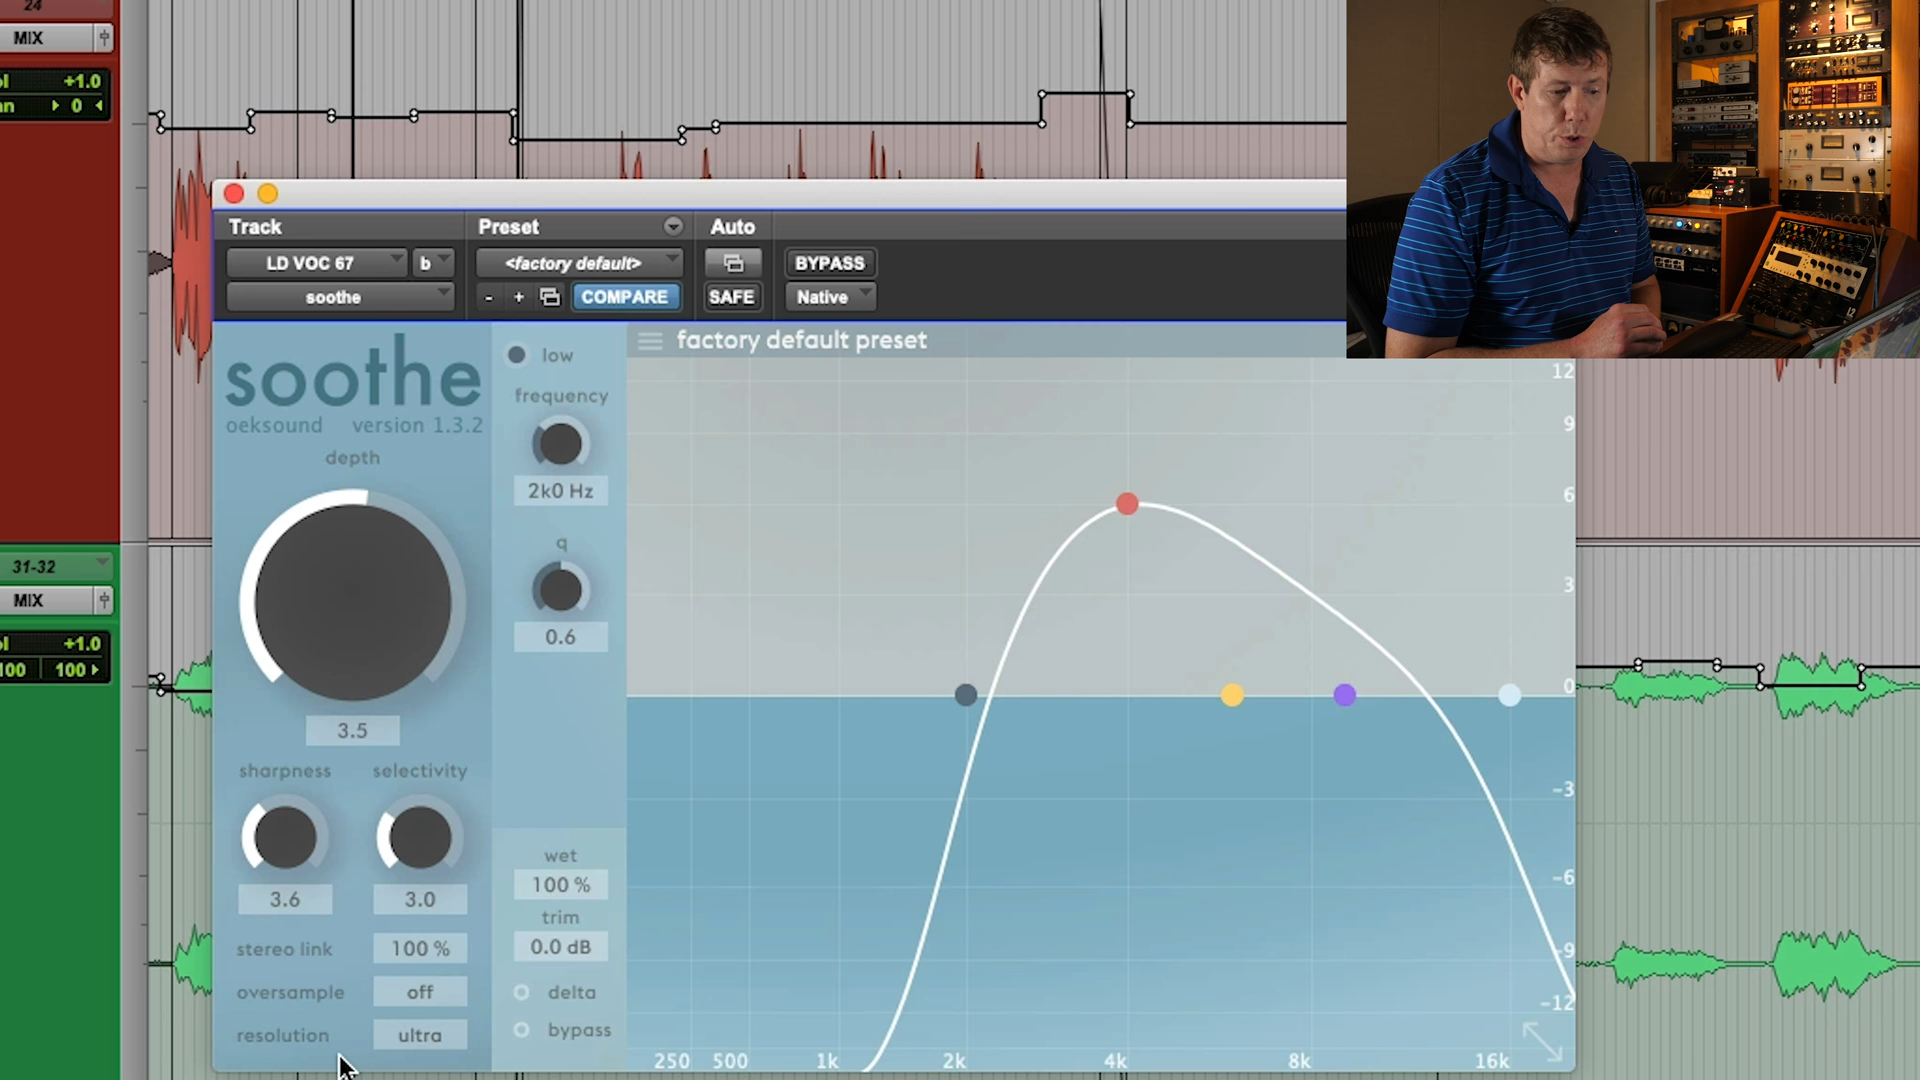 24
MIX
ol +1.0
an 0
Track
Preset
Auto
LD VOC 67
b
<factory default>
BYPASS
soothe
- +
COMPARE
SAFE
Native
soothe
oeksound version 1.3.2
depth
3.5
sharpness
selectivity
3.6
3.0
stereo link 100 %
oversample off
resolution ultra
low
frequency
2k0 Hz
q
0.6
wet
100 %
trim
0.0 dB
delta
bypass
factory default preset
12
9
6
3
0
-3
-6
-9
-12
250 500 1k 2k 4k 8k 16k
31-32
MIX
ol +1.0
100 100